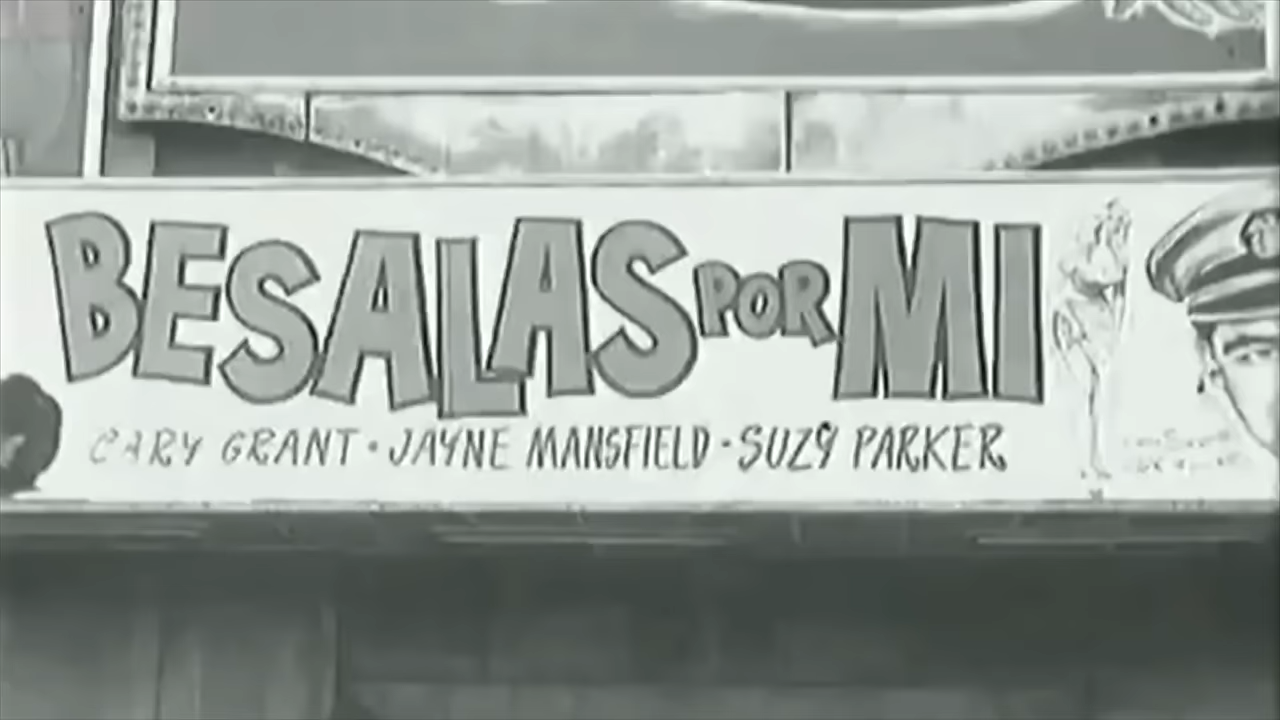 BESALAS POR MI
CARY GRANT • JAYNE MANSFIELD • SUZY PARKER